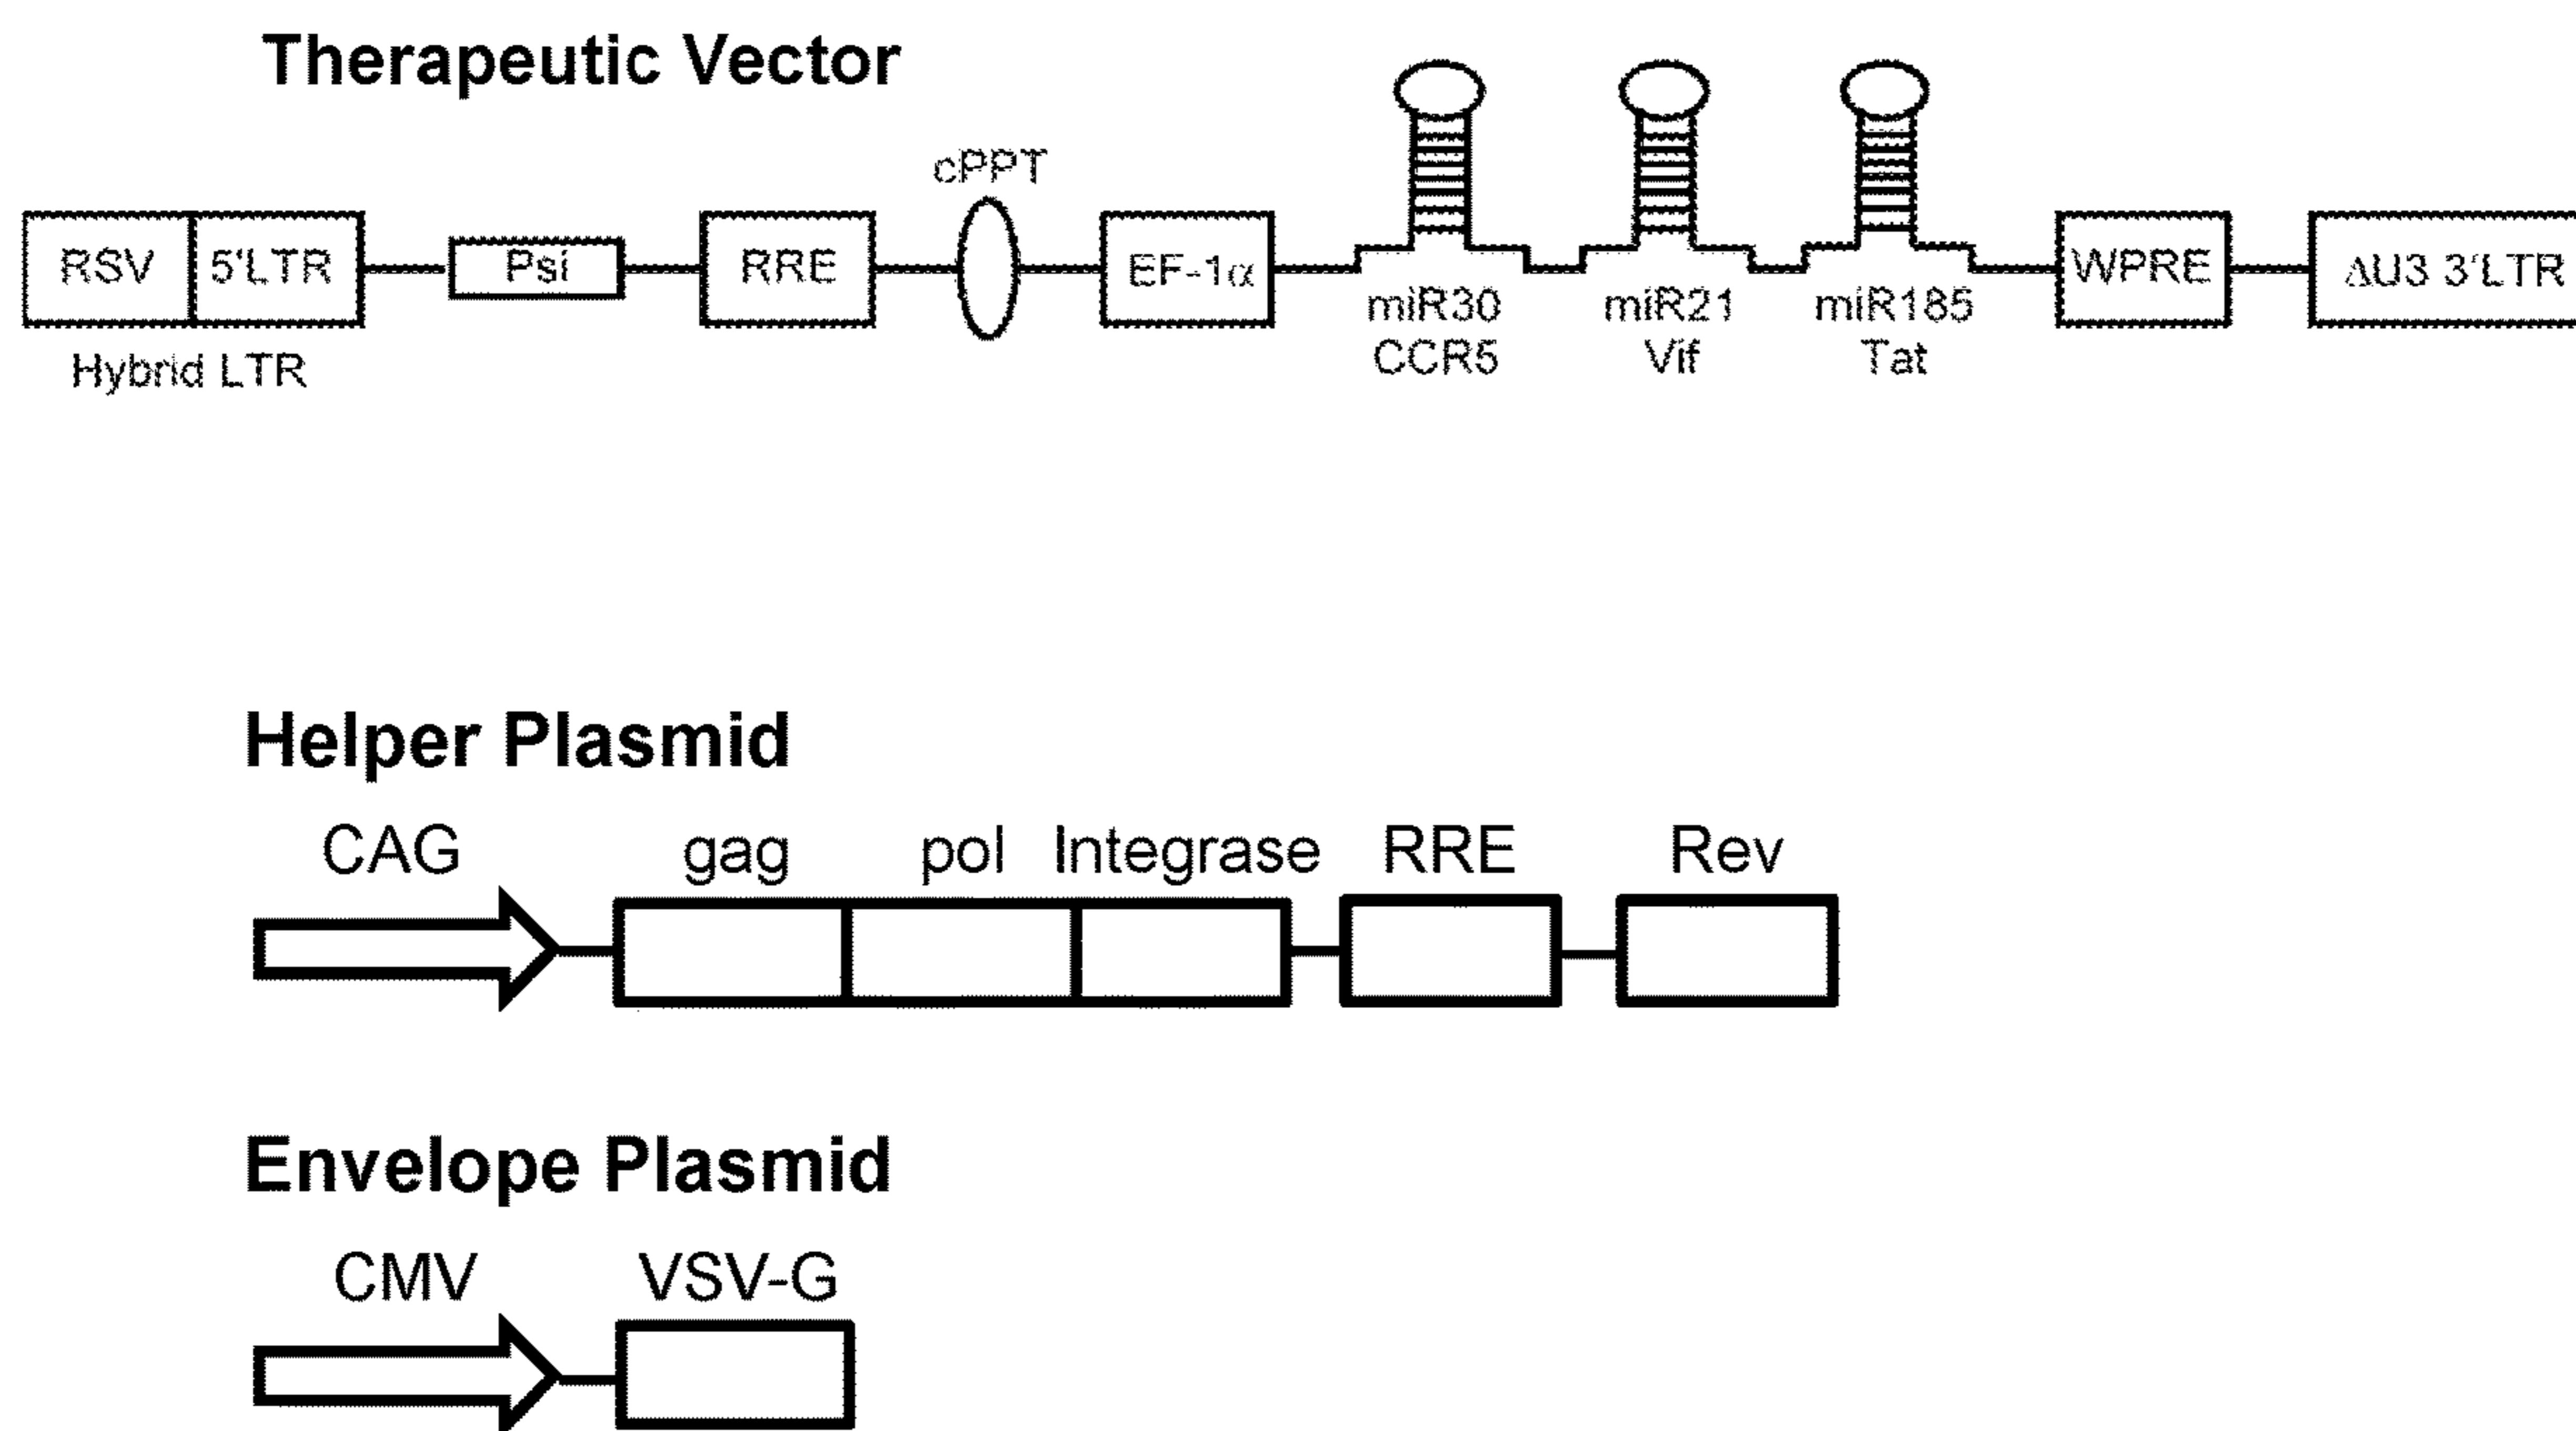 Therapeutic Vector
cPPT
RSV 5'LTR Psi RRE EF-1α WPRE ΔU3 3'LTR
miR30 miR21 miR185
CCR5 Vif Tat
Hybrid LTR
Helper Plasmid
CAG gag pol Integrase RRE Rev
Envelope Plasmid
CMV VSV-G